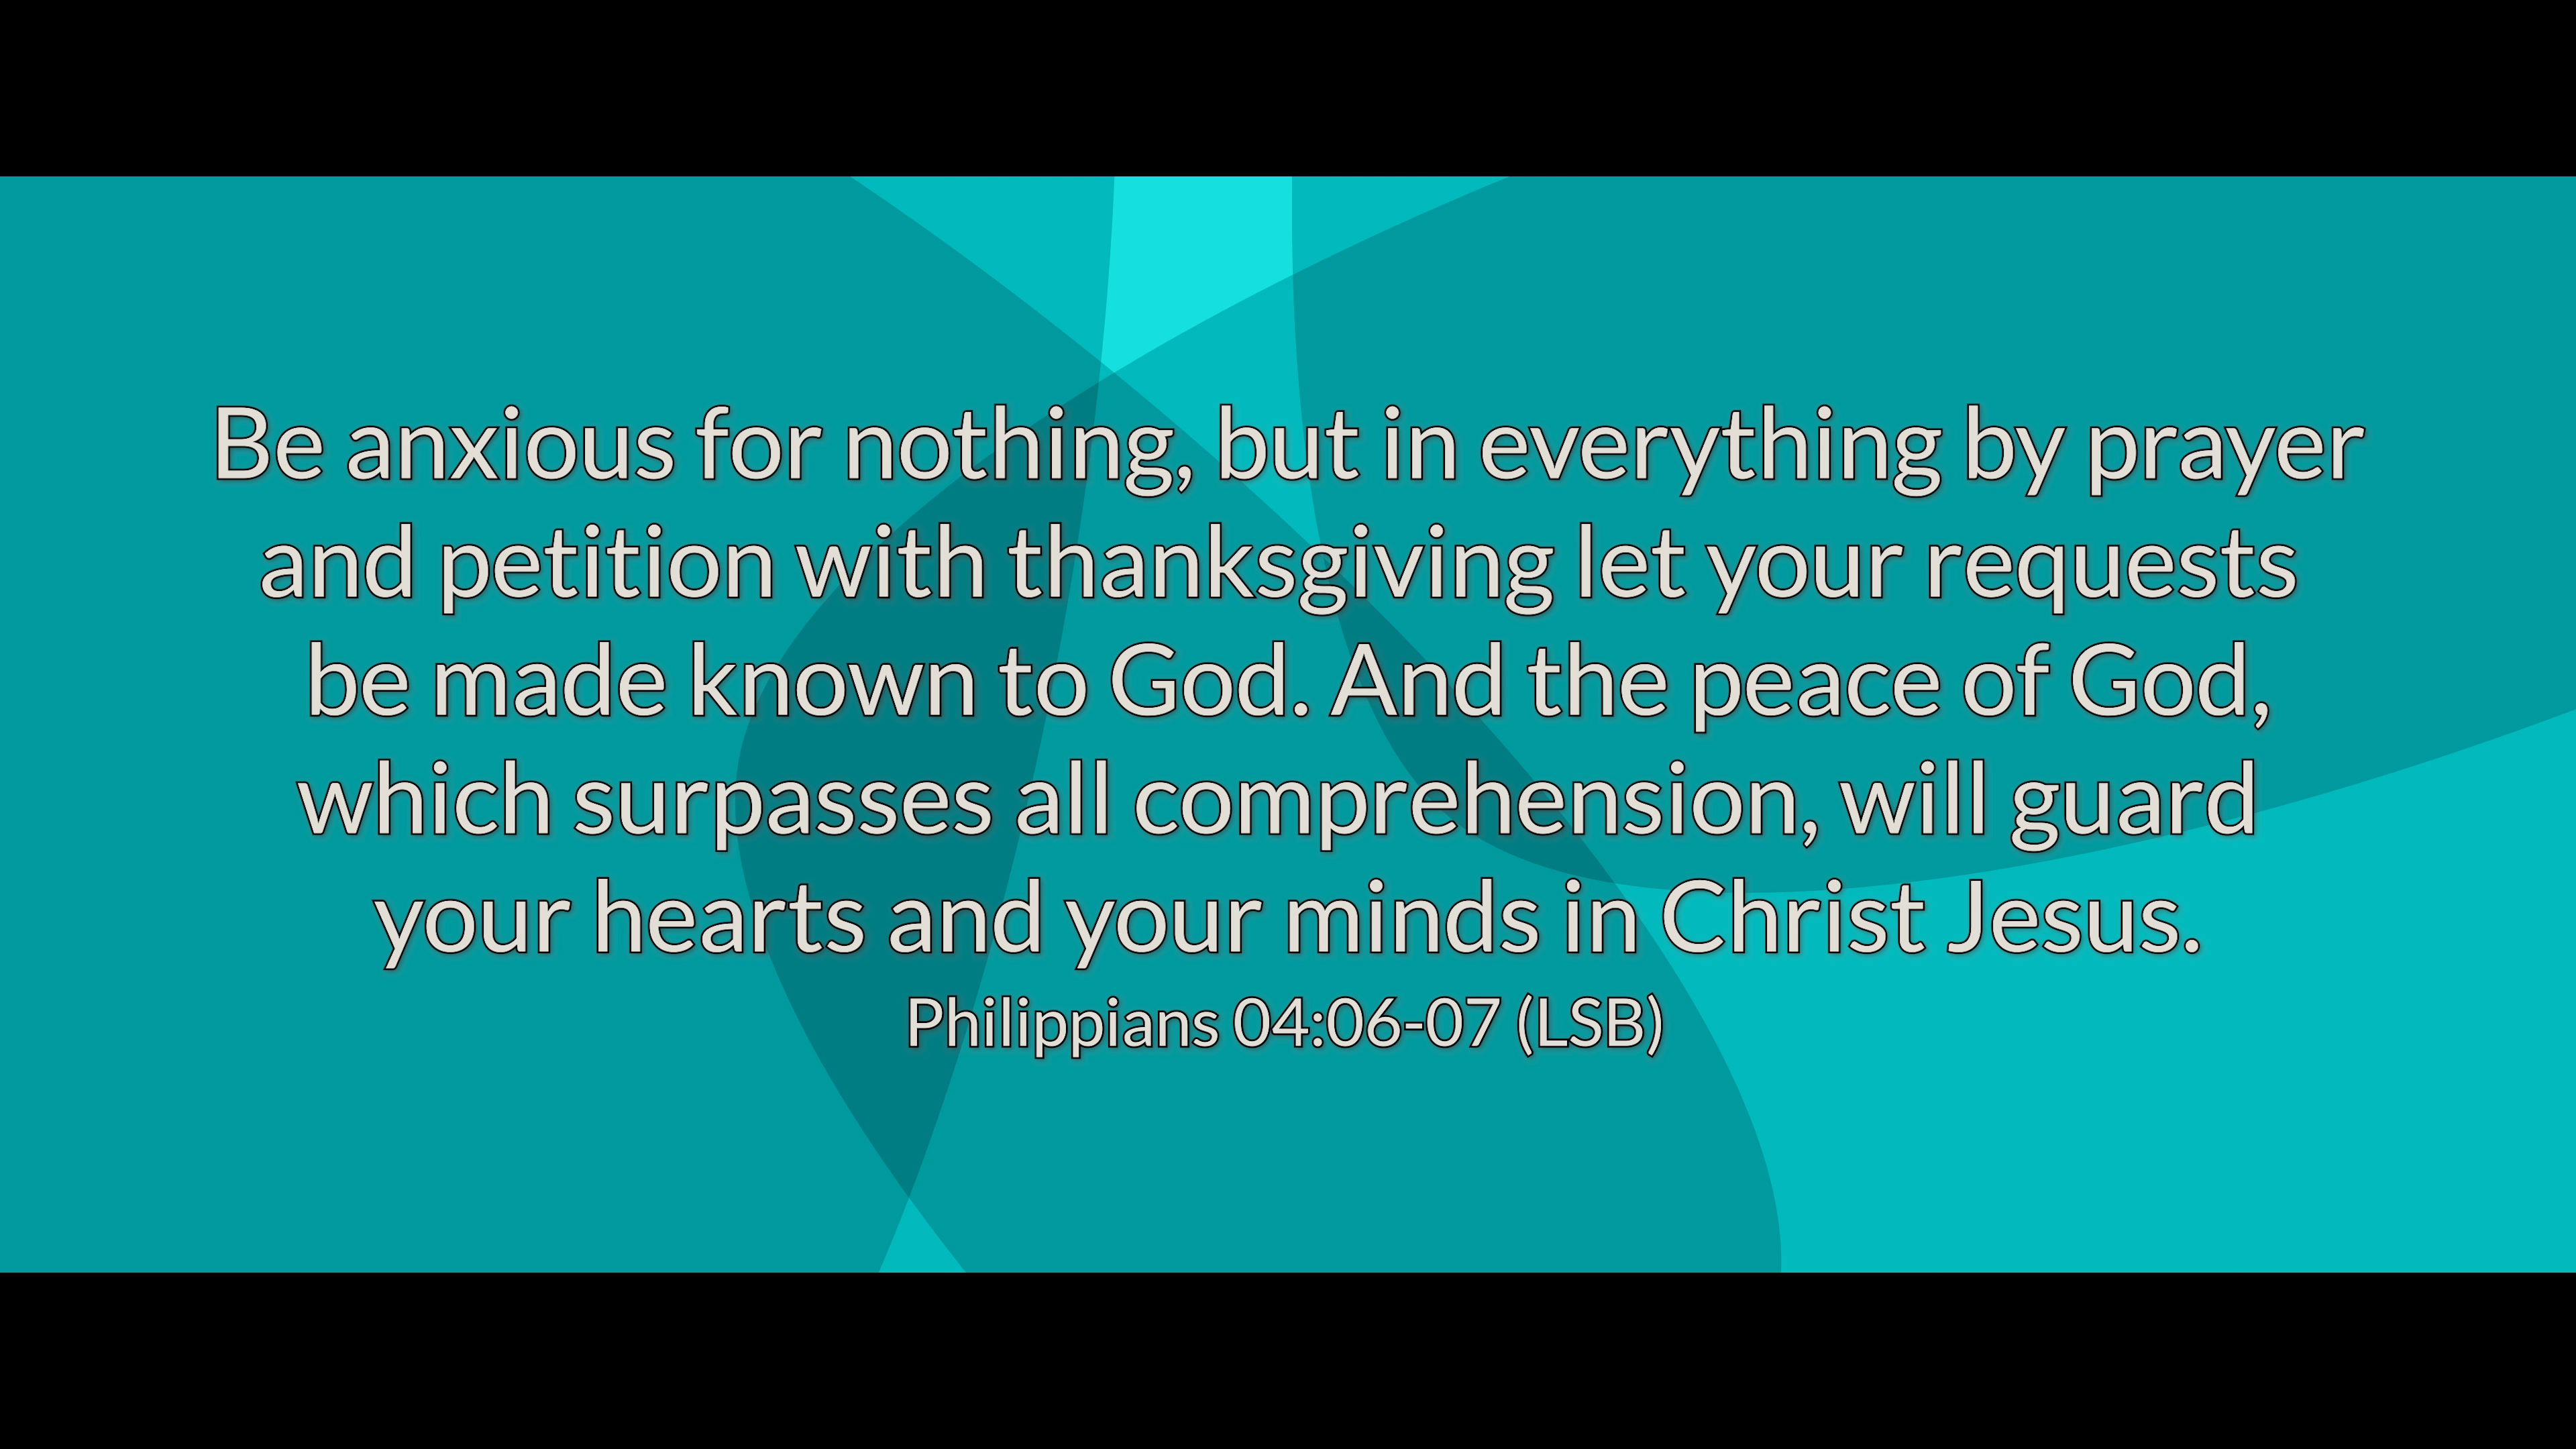 Be anxious for nothing, but in everything by prayer
and petition with thanksgiving let your requests
be made known to God. And the peace of God,
which surpasses all comprehension, will guard
your hearts and your minds in Christ Jesus.
Philippians 04:06-07 (LSB)